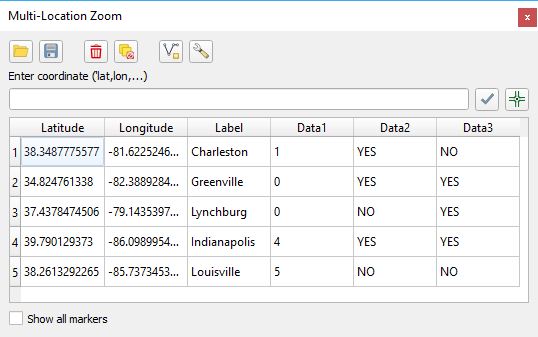 Multi-Location Zoom
Enter coordinate ('lat,lon,...)
Latitude Longitude Label Data1 Data2 Data3
1 38.3487775577 -81.6225246... Charleston 1 YES NO
2 34.824761338 -82.3889284... Greenville 0 YES YES
3 37.4378474506 -79.1435397... Lynchburg 0 NO YES
4 39.790129373 -86.0989954... Indianapolis 4 YES YES
5 38.2613292265 -85.7373453... Louisville 5 NO NO
Show all markers